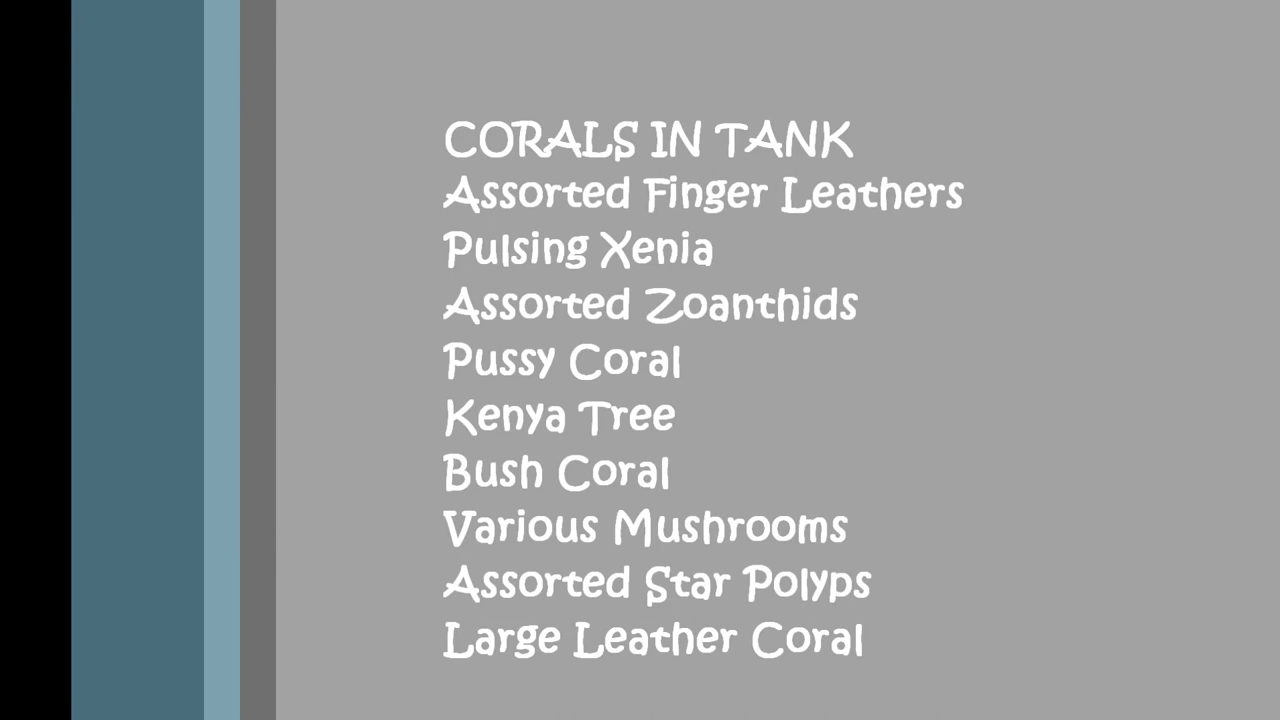 CORALS IN TANK
Assorted Finger Leathers
Pulsing Xenia
Assorted Zoanthids
Pussy Coral
Kenya Tree
Bush Coral
Various Mushrooms
Assorted Star Polyps
Large Leather Coral